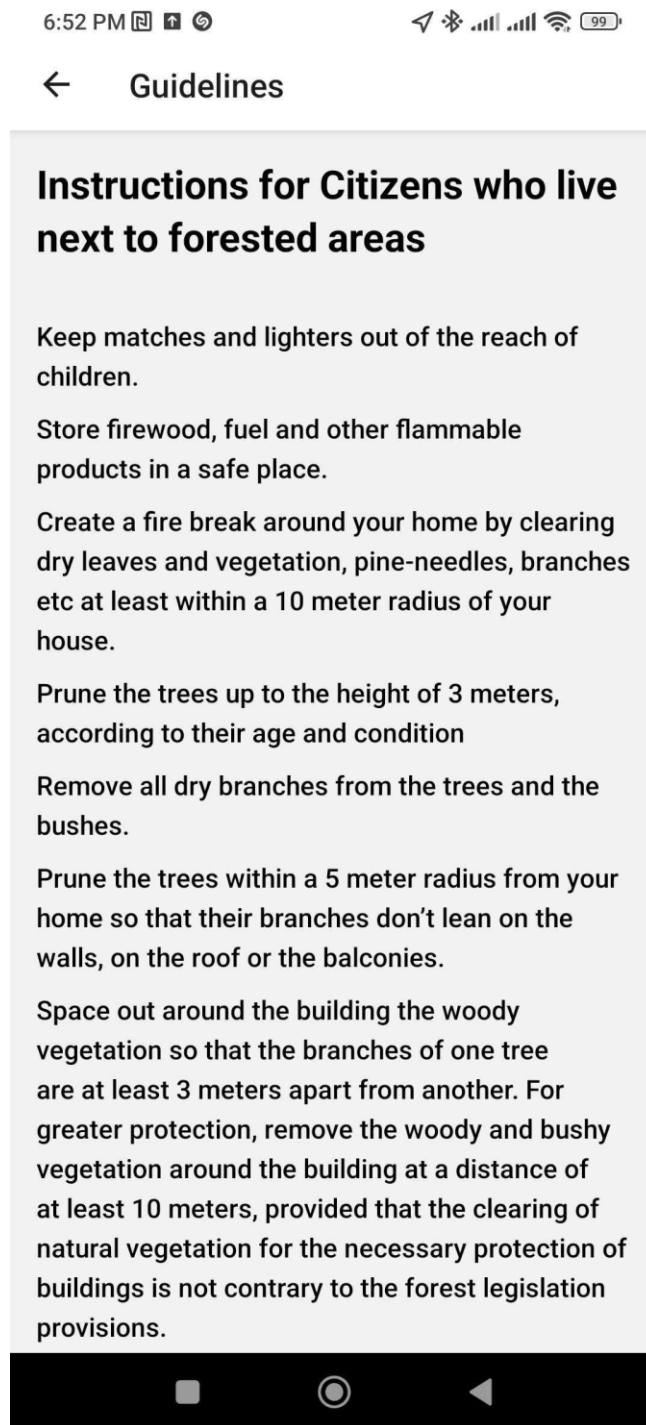 6:52 PM
99
Guidelines
Instructions for Citizens who live
next to forested areas
Keep matches and lighters out of the reach of
children.
Store firewood, fuel and other flammable
products in a safe place.
Create a fire break around your home by clearing
dry leaves and vegetation, pine-needles, branches
etc at least within a 10 meter radius of your
house.
Prune the trees up to the height of 3 meters,
according to their age and condition
Remove all dry branches from the trees and the
bushes.
Prune the trees within a 5 meter radius from your
home so that their branches don’t lean on the
walls, on the roof or the balconies.
Space out around the building the woody
vegetation so that the branches of one tree
are at least 3 meters apart from another. For
greater protection, remove the woody and bushy
vegetation around the building at a distance of
at least 10 meters, provided that the clearing of
natural vegetation for the necessary protection of
buildings is not contrary to the forest legislation
provisions.